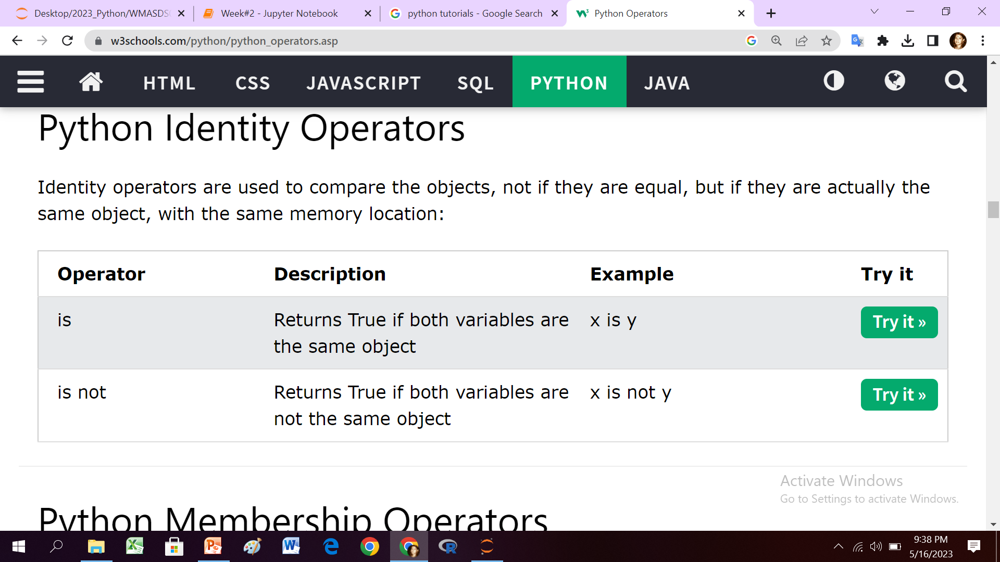 Desktop/2023_Python/WMASDS
Week#2 - Jupyter Notebook
python tutorials - Google Search
Python Operators
w3schools.com/python/python_operators.asp
HTML CSS JAVASCRIPT SQL PYTHON JAVA
Python Identity Operators
Identity operators are used to compare the objects, not if they are equal, but if they are actually the
same object, with the same memory location:
Operator Description Example Try it
is Returns True if both variables are x is y Try it »
the same object
is not Returns True if both variables are x is not y Try it »
not the same object
Activate Windows
Go to Settings to activate Windows.
Python Membership Operators
9:38 PM
5/16/2023